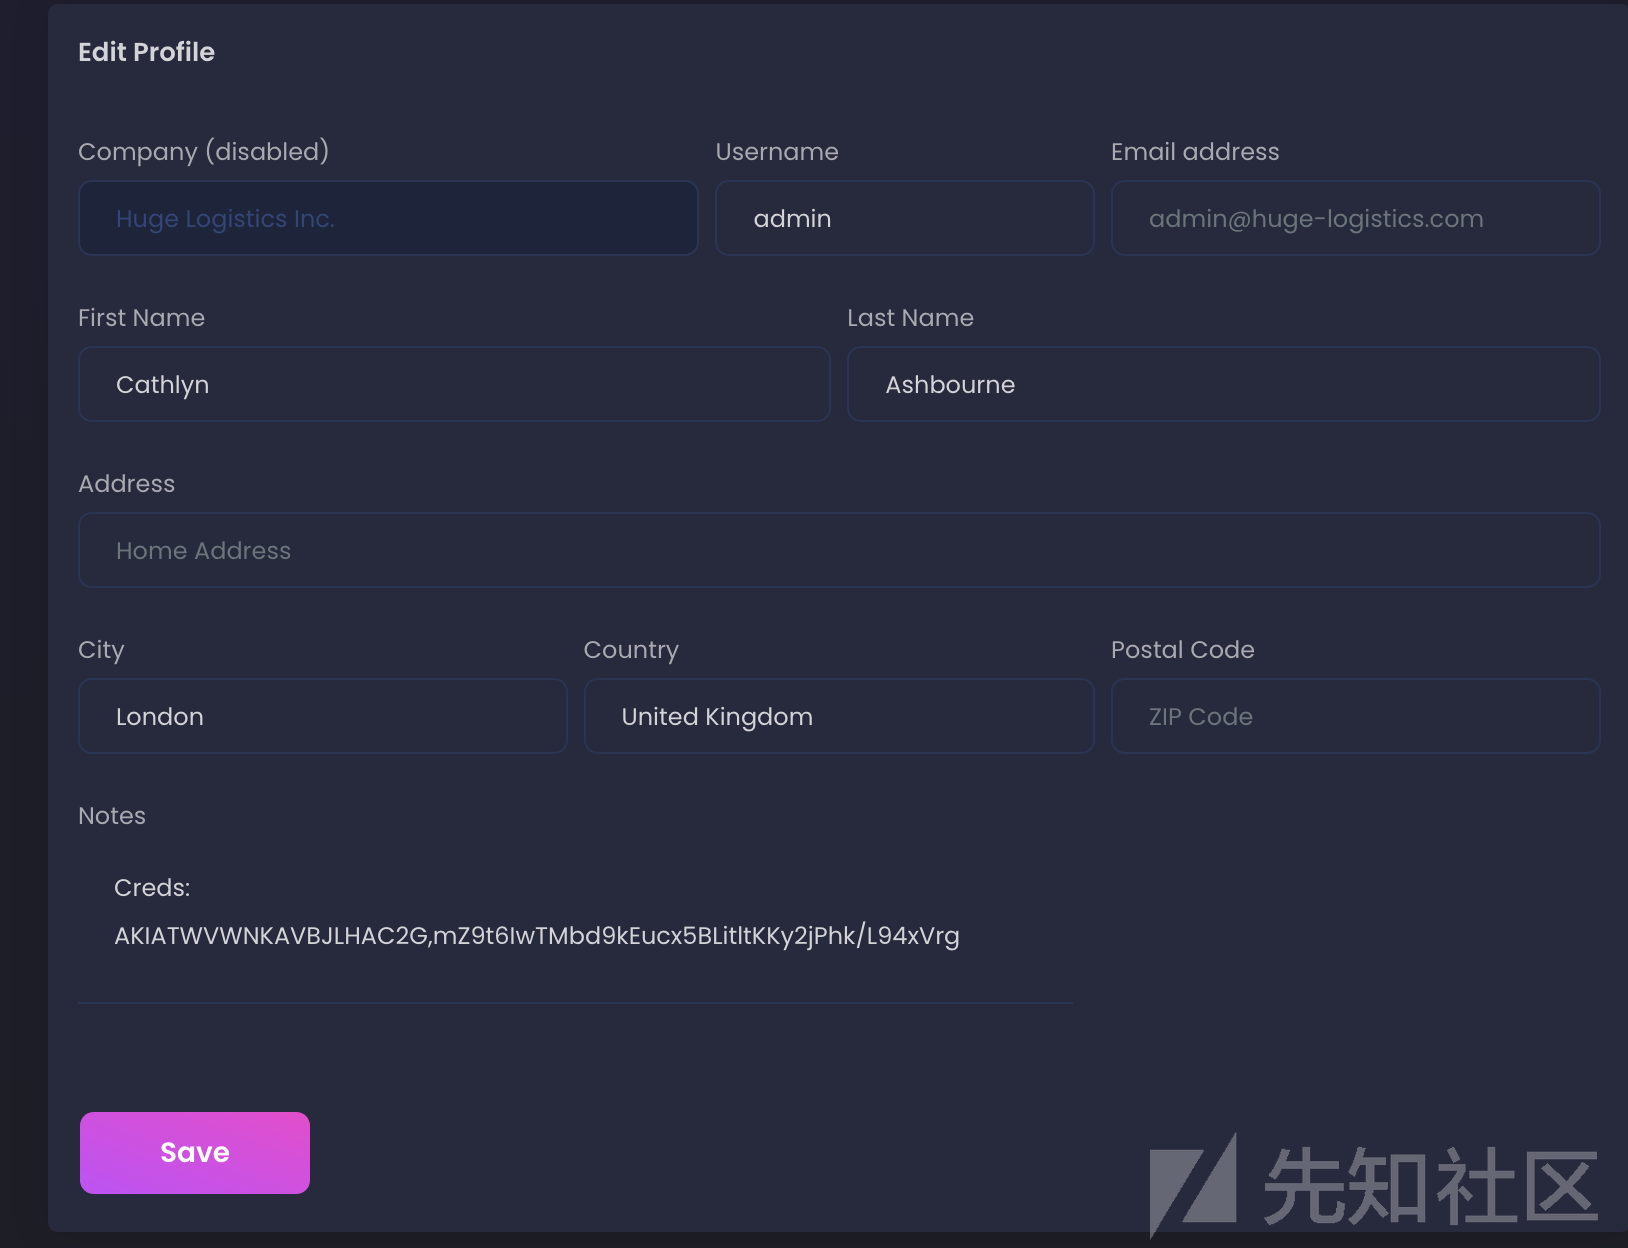 Edit Profile
Company (disabled)
Username
Email address
Huge Logistics Inc.
admin
admin@huge-logistics.com
First Name
Last Name
Cathlyn
Ashbourne
Address
Home Address
City
Country
Postal Code
London
United Kingdom
ZIP Code
Notes
Creds:
AKIATWVWNKAVBJLHAC2G,mZ9t6IwTMbd9kEucx5BLitltKKy2jPhk/L94xVrg
Save
先知社区